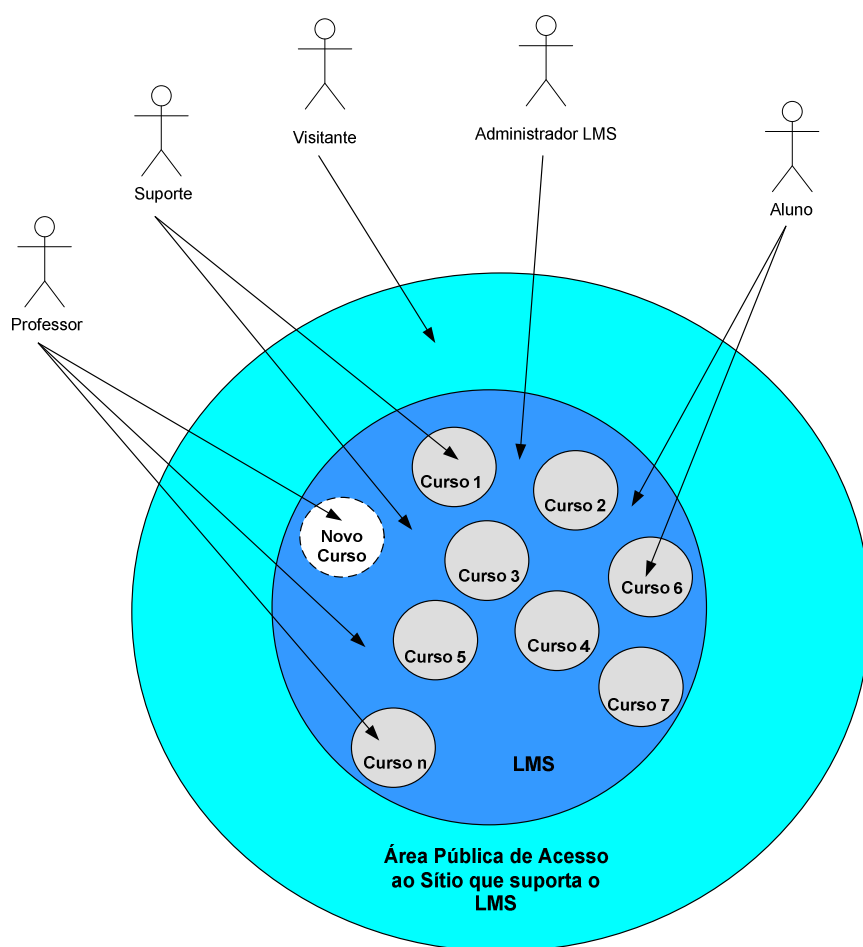 Visitante
Administrador LMS
Suporte
Aluno
Professor
Curso 1
Curso 2
Novo
Curso
Curso 3
Curso 6
Curso 5
Curso 4
Curso 7
Curso n
LMS
Área Pública de Acesso
ao Sítio que suporta o
LMS